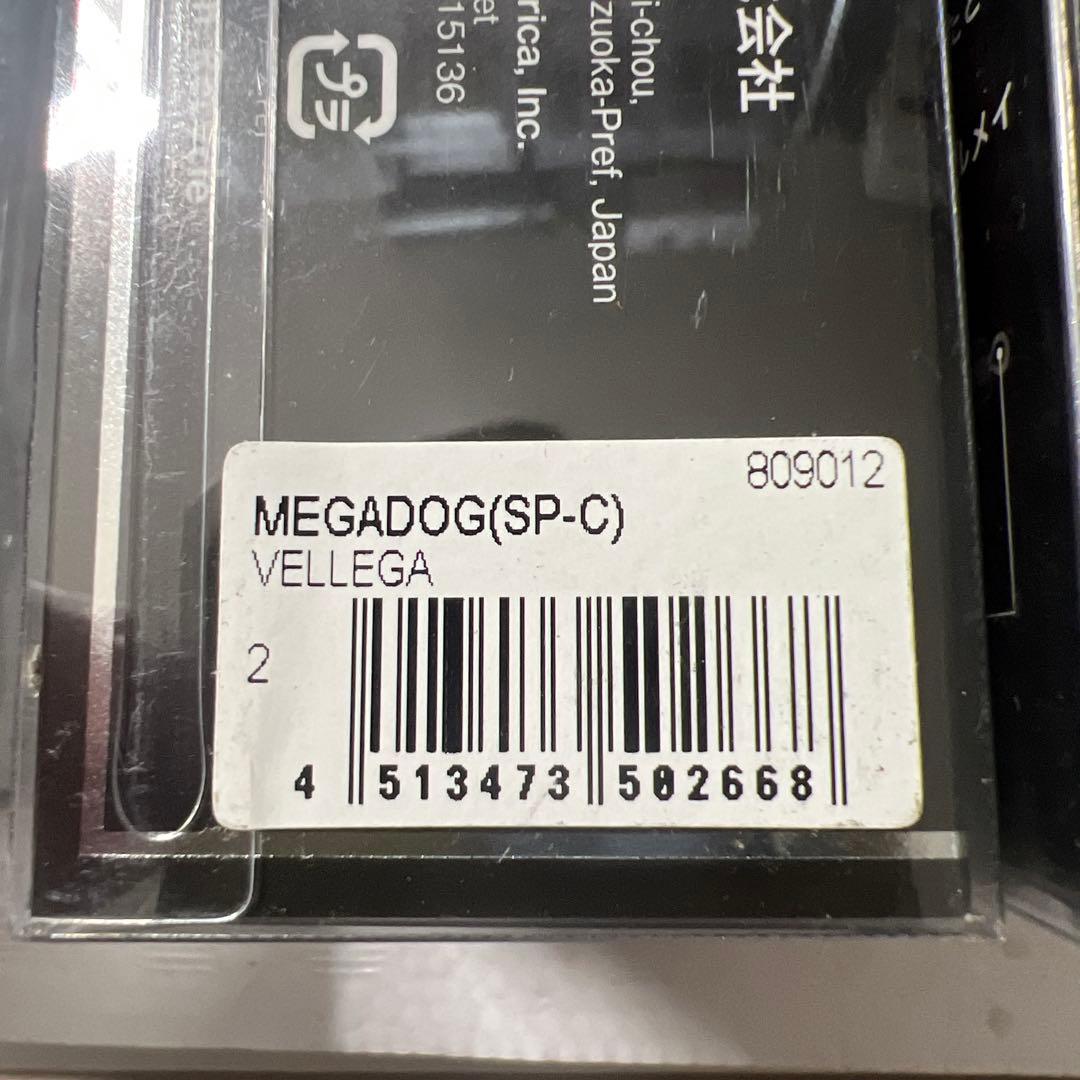 会社
i-chou,
zuoka-Pref, Japan
rica, Inc.
et
15136
プラ
809012
MEGADOG(SP-C)
VELLEGA
2
4 513473 502668